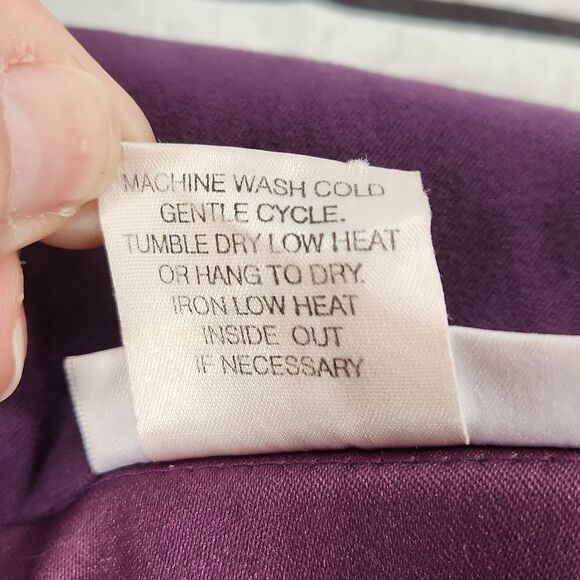 MACHINE WASH COLD
GENTLE CYCLE.
TUMBLE DRY LOW HEAT
OR HANG TO DRY.
IRON LOW HEAT
INSIDE OUT
IF NECESSARY